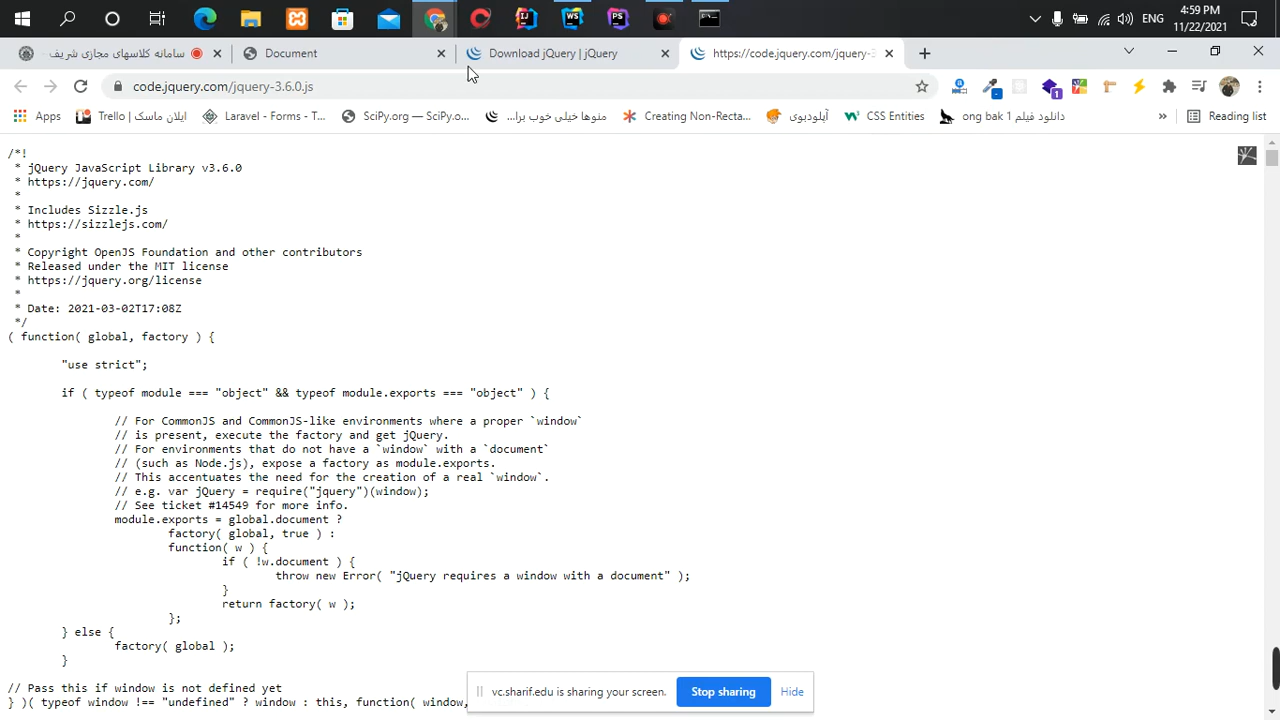 WS
PS
ENG
4:59 PM
11/22/2021
سامانه کلاسهای مجازی شریف
Document
Download jQuery | jQuery
https://code.jquery.com/jquery-3
code.jquery.com/jquery-3.6.0.js
1
Apps
Trello | ایلان ماسک
Laravel - Forms - T...
SciPy.org — SciPy.o...
منوها خیلی خوب برا...
Creating Non-Recta...
آپلودبوی
CSS Entities
دانلود فیلم ong bak 1
»
Reading list
/*!
* jQuery JavaScript Library v3.6.0
* https://jquery.com/
*
* Includes Sizzle.js
* https://sizzlejs.com/
*
* Copyright OpenJS Foundation and other contributors
* Released under the MIT license
* https://jquery.org/license
*
* Date: 2021-03-02T17:08Z
*/
( function( global, factory ) {
"use strict";
if ( typeof module === "object" && typeof module.exports === "object" ) {
// For CommonJS and CommonJS-like environments where a proper `window`
// is present, execute the factory and get jQuery.
// For environments that do not have a `window` with a `document`
// (such as Node.js), expose a factory as module.exports.
// This accentuates the need for the creation of a real `window`.
// e.g. var jQuery = require("jquery")(window);
// See ticket #14549 for more info.
module.exports = global.document ?
factory( global, true ) :
function( w ) {
if ( !w.document ) {
throw new Error( "jQuery requires a window with a document" );
}
return factory( w );
};
} else {
factory( global );
}
// Pass this if window is not defined yet
} )( typeof window !== "undefined" ? window : this, function( window,
vc.sharif.edu is sharing your screen.
Stop sharing
Hide